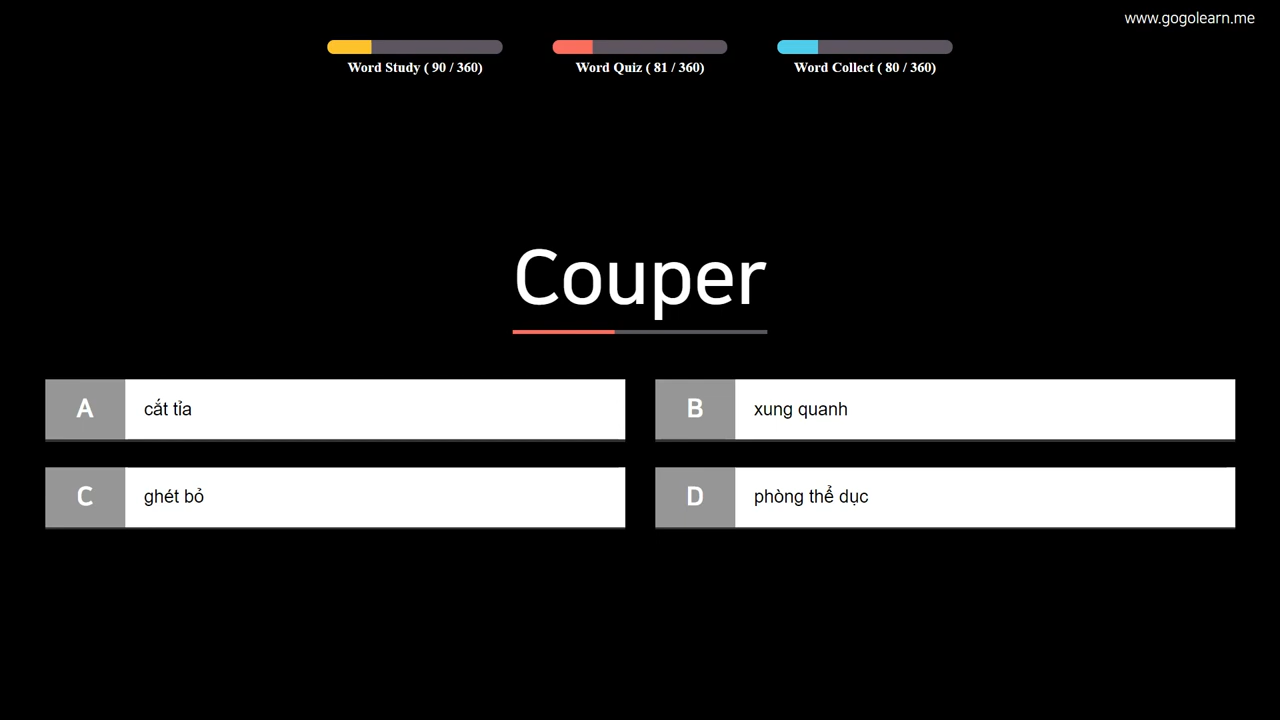 www.gogolearn.me
Word Study ( 90 / 360)
Word Quiz ( 81 / 360)
Word Collect ( 80 / 360)
Couper
A cắt tỉa
B xung quanh
C ghét bỏ
D phòng thể dục